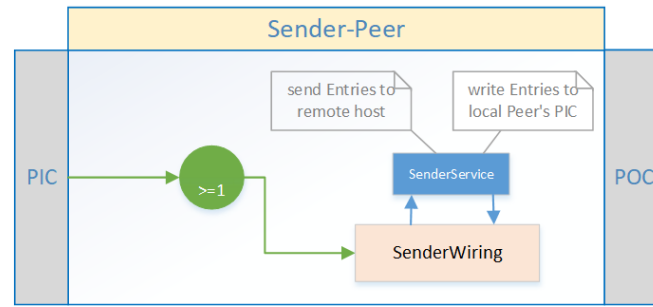 Sender-Peer
send Entries to
remote host
write Entries to
local Peer's PIC
PIC
>=1
SenderService
POC
SenderWiring